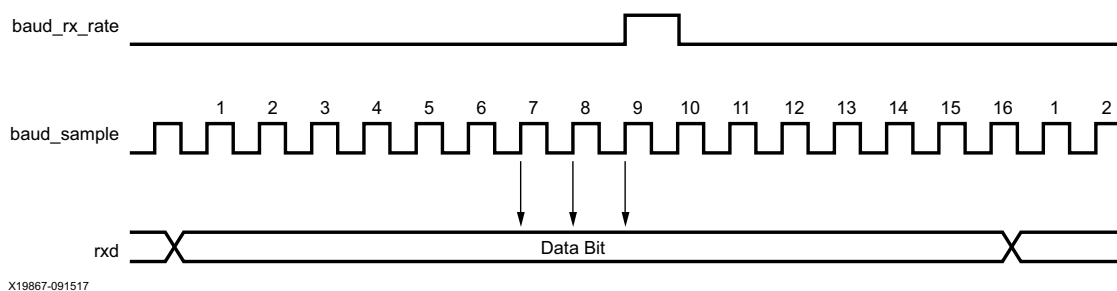 baud_rx_rate
1 2 3 4 5 6 7 8 9 10 11 12 13 14 15 16 1 2
baud_sample
Data Bit
rxd
X19867-091517